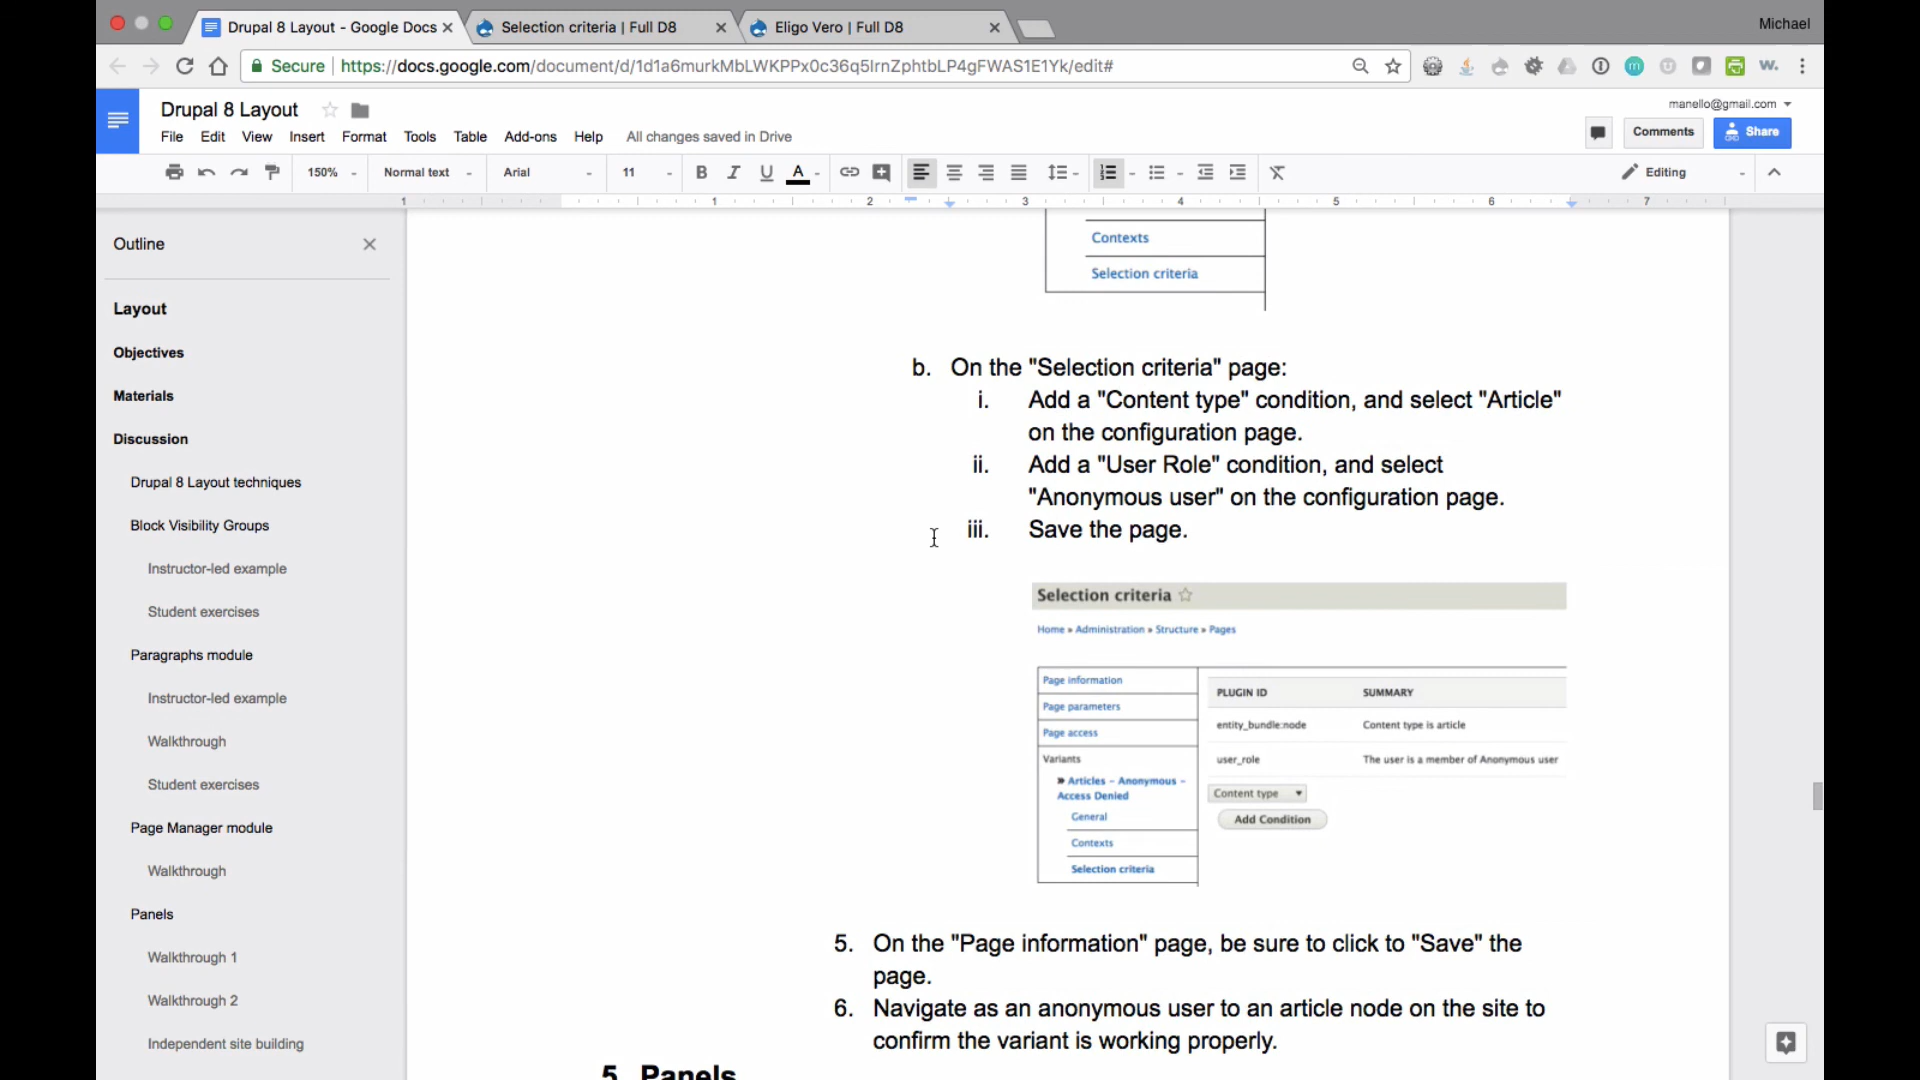 Drupal 8 Layout - Google Docs
Selection criteria | Full D8
Eligo Vero | Full D8
Michael
Secure https://docs.google.com/document/d/1d1a6murkMbLWKPPx0c36q5IrnZphtbLP4gFWAS1E1Yk/edit#
Drupal 8 Layout
manello@gmail.com
File Edit View Insert Format Tools Table Add-ons Help All changes saved in Drive
Comments
Share
150% Normal text Arial 11 B I U A Editing
1 1 2 3 4 5 6 7
Outline
Layout
Objectives
Materials
Discussion
Drupal 8 Layout techniques
Block Visibility Groups
Instructor-led example
Student exercises
Paragraphs module
Instructor-led example
Walkthrough
Student exercises
Page Manager module
Walkthrough
Panels
Walkthrough 1
Walkthrough 2
Independent site building
Contexts
Selection criteria
b. On the "Selection criteria" page:
i. Add a "Content type" condition, and select "Article"
on the configuration page.
ii. Add a "User Role" condition, and select
"Anonymous user" on the configuration page.
iii. Save the page.
Selection criteria
Home » Administration » Structure » Pages
Page information
Page parameters
Page access
Variants
» Articles – Anonymous –
Access Denied
General
Contexts
Selection criteria
PLUGIN ID SUMMARY
entity_bundle:node Content type is article
user_role The user is a member of Anonymous user
Content type
Add Condition
5. On the "Page information" page, be sure to click to "Save" the
page.
6. Navigate as an anonymous user to an article node on the site to
confirm the variant is working properly.
5. Panels